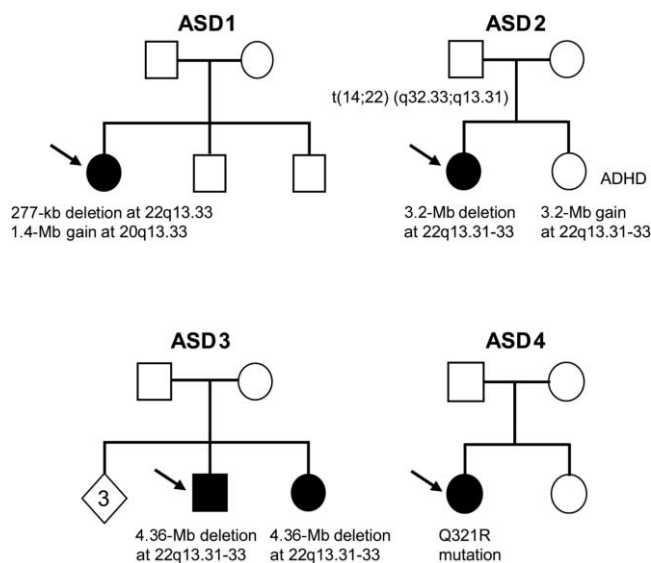 ASD1
277-kb deletion at 22q13.33
1.4-Mb gain at 20q13.33
ASD2
t(14;22) (q32.33;q13.31)
ADHD
3.2-Mb deletion
at 22q13.31-33
3.2-Mb gain
at 22q13.31-33
ASD3
3
4.36-Mb deletion
at 22q13.31-33
4.36-Mb deletion
at 22q13.31-33
ASD4
Q321R
mutation